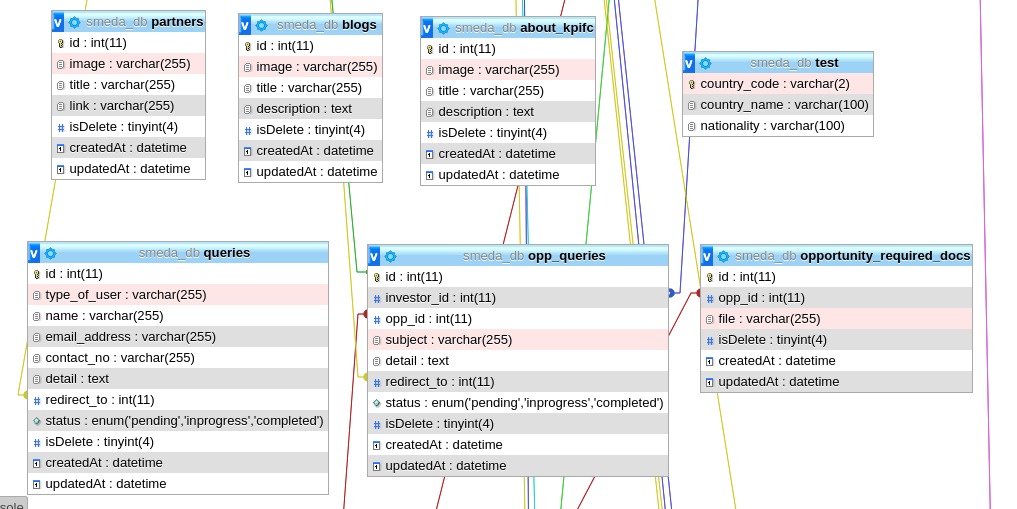 smeda_db partners
id : int(11)
image : varchar(255)
title : varchar(255)
link : varchar(255)
isDelete : tinyint(4)
createdAt : datetime
updatedAt : datetime
smeda_db blogs
id : int(11)
image : varchar(255)
title : varchar(255)
description : text
isDelete : tinyint(4)
createdAt : datetime
updatedAt : datetime
smeda_db about_kpifc
id : int(11)
image : varchar(255)
title : varchar(255)
description : text
isDelete : tinyint(4)
createdAt : datetime
updatedAt : datetime
smeda_db test
country_code : varchar(2)
country_name : varchar(100)
nationality : varchar(100)
smeda_db queries
id : int(11)
type_of_user : varchar(255)
name : varchar(255)
email_address : varchar(255)
contact_no : varchar(255)
detail : text
redirect_to : int(11)
status : enum('pending','inprogress','completed')
isDelete : tinyint(4)
createdAt : datetime
updatedAt : datetime
smeda_db opp_queries
id : int(11)
investor_id : int(11)
opp_id : int(11)
subject : varchar(255)
detail : text
redirect_to : int(11)
status : enum('pending','inprogress','completed')
isDelete : tinyint(4)
createdAt : datetime
updatedAt : datetime
smeda_db opportunity_required_docs
id : int(11)
opp_id : int(11)
file : varchar(255)
isDelete : tinyint(4)
createdAt : datetime
updatedAt : datetime
sole